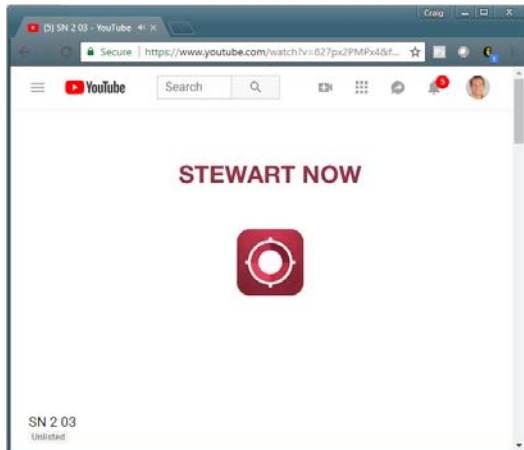 Craig
(5) SN 2 03 - YouTube
Secure | https://www.youtube.com/watch?v=827px2PMPx4&f...
YouTube
Search
STEWART NOW
SN 2 03
Unlisted